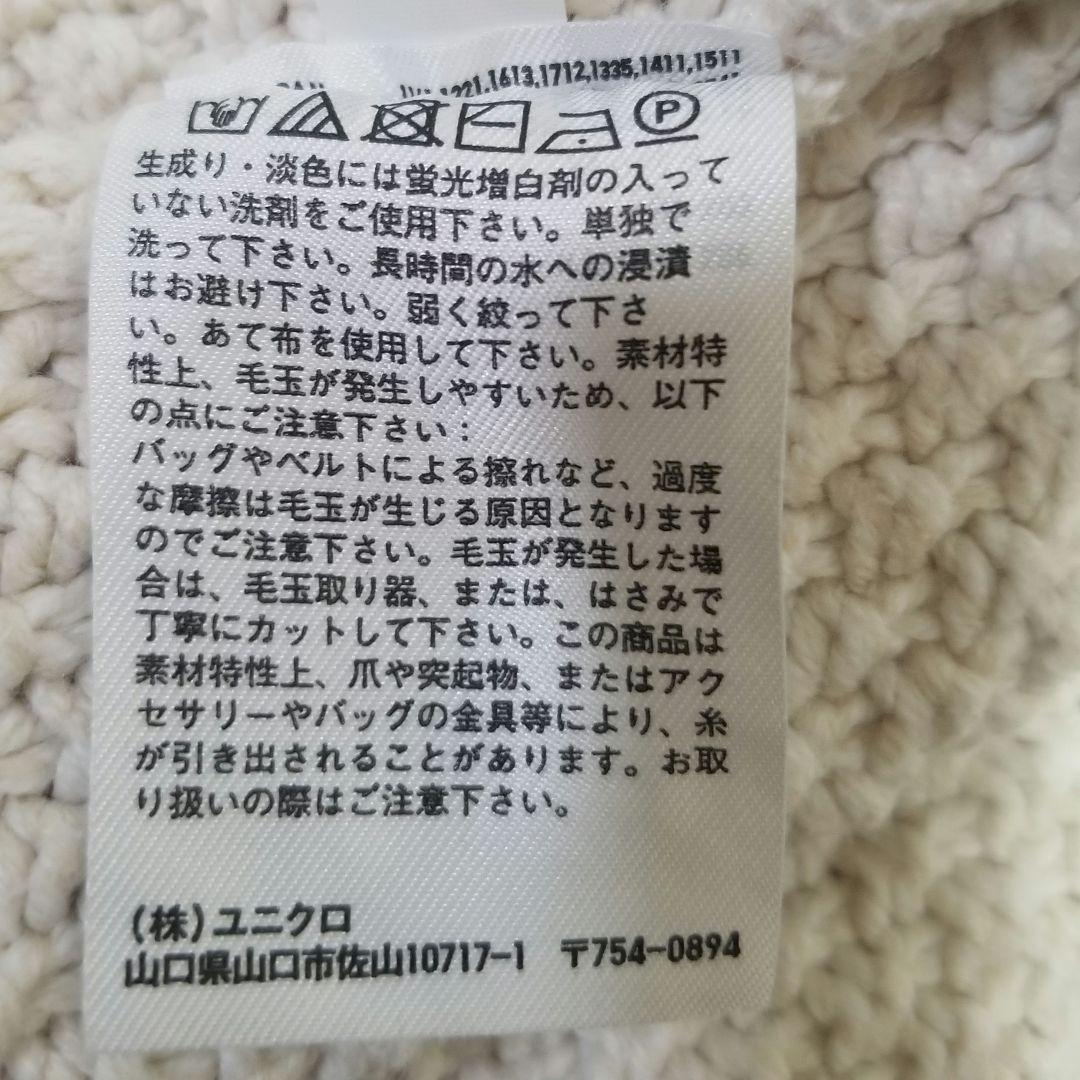 1613,1712,1335,1411,1511
P
生成り・淡色には蛍光増白剤の入って
いない洗剤をご使用下さい。単独で
洗って下さい。長時間の水への浸漬
はお避け下さい。弱く絞って下さ
い。あて布を使用して下さい。素材特
性上、毛玉が発生しやすいため、以下
の点にご注意下さい:
バッグやベルトによる擦れなど、過度
な摩擦は毛玉が生じる原因となります
のでご注意下さい。毛玉が発生した場
合は、毛玉取り器、または、はさみで
丁寧にカットして下さい。この商品は
素材特性上、爪や突起物、またはアク
セサリーやバッグの金具等により、糸
が引き出されることがあります。お取
り扱いの際はご注意下さい。
(株)ユニクロ
山口県山口市佐山10717-1 〒754-0894